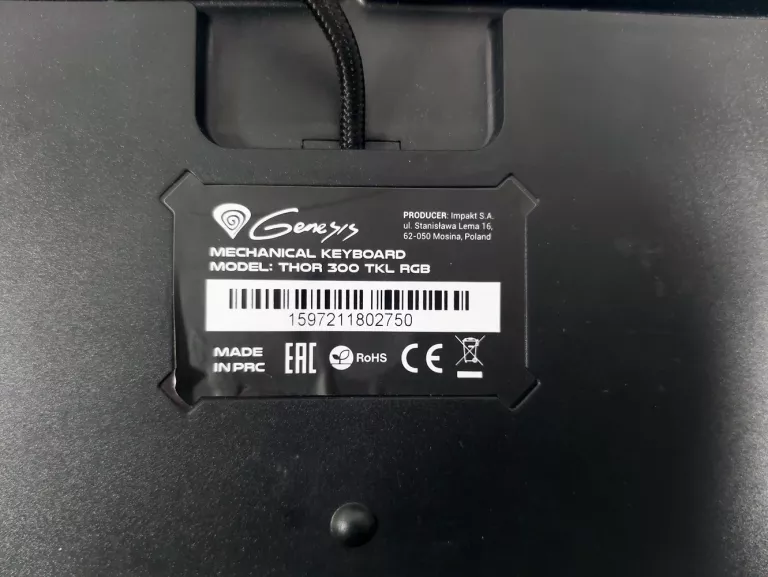 Genesis
PRODUCER: Impakt S.A.
ul. Stanisława Lema 16,
62-050 Mosina, Poland
MECHANICAL KEYBOARD
MODEL: THOR 300 TKL RGB
1597211802750
MADE
IN PRC
EAC
RoHS
CE